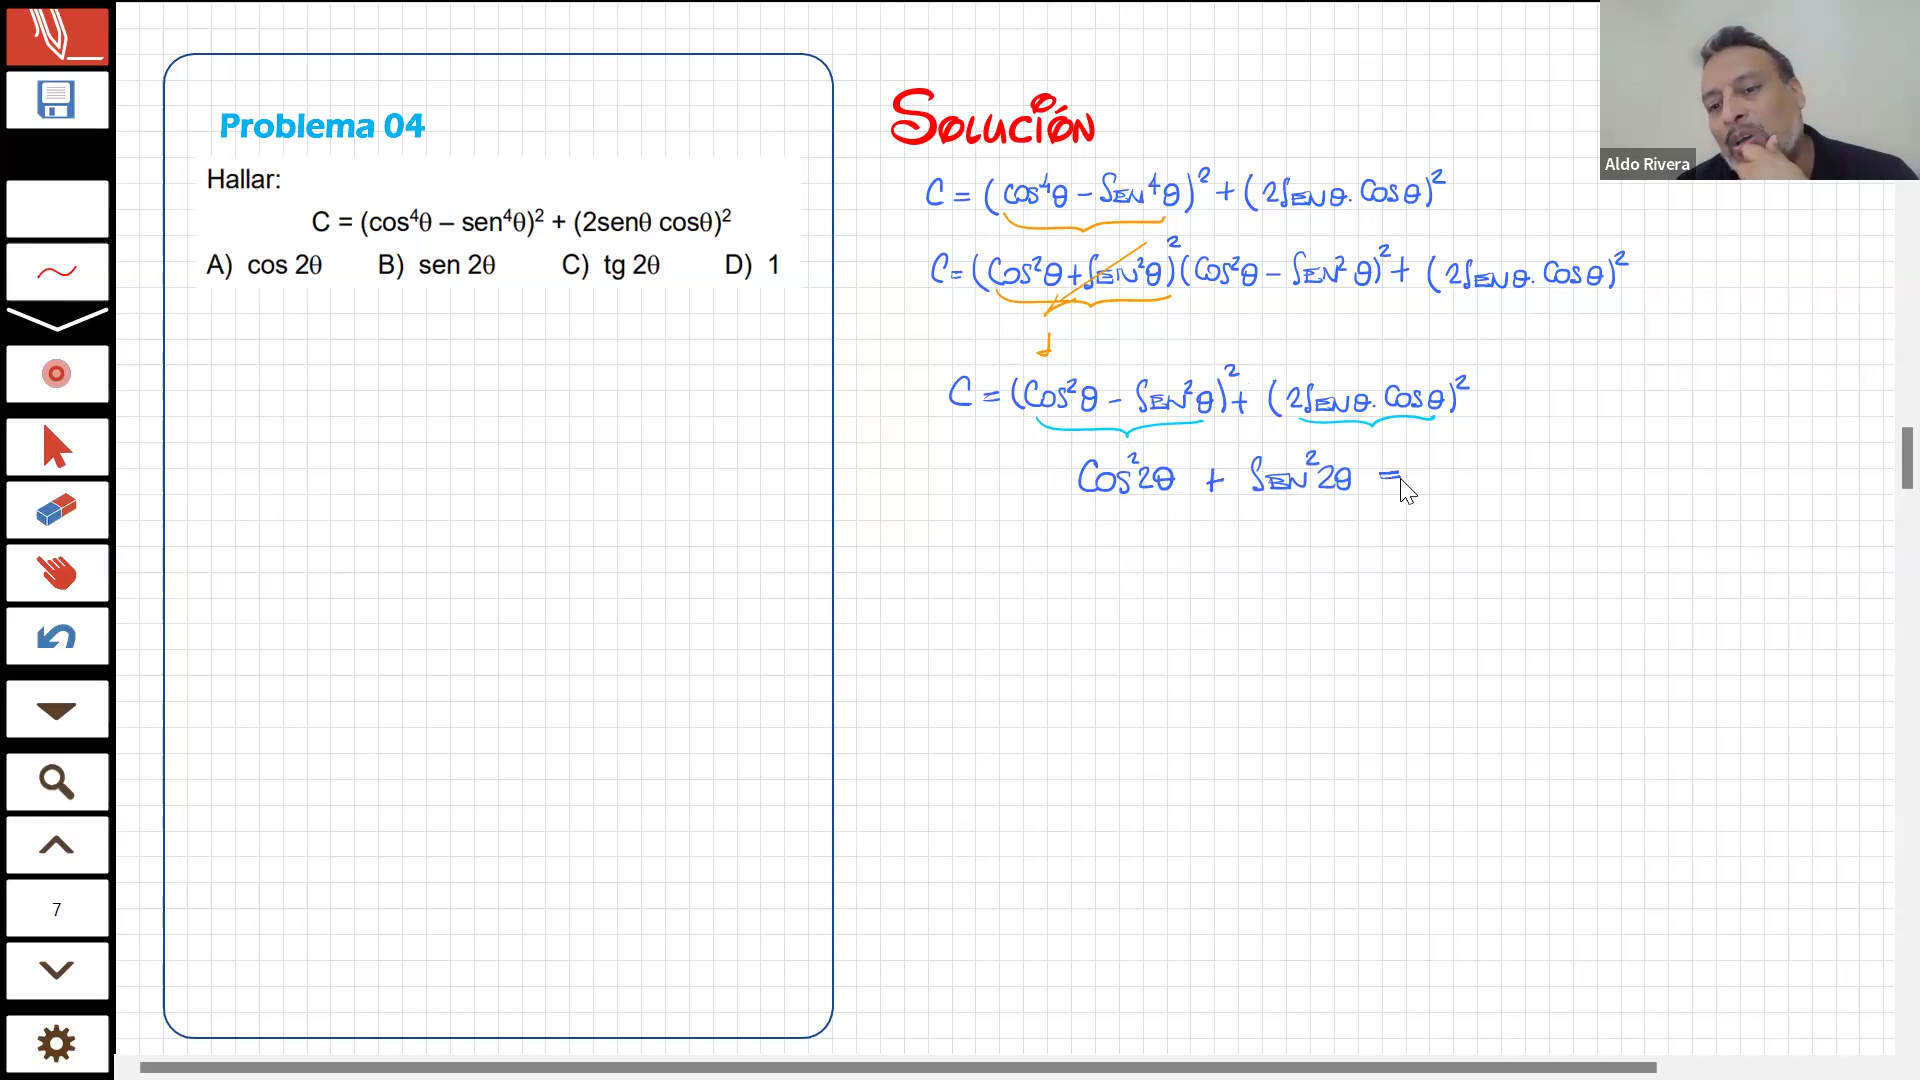 Problema 04
Hallar:
C = (cos⁴θ – sen⁴θ)² + (2senθ cosθ)²
A) cos 2θ B) sen 2θ C) tg 2θ D) 1
Solución
C = (cos⁴θ - Sen⁴θ)² + (2Senθ. Cosθ)²
C = (Cos²θ + Sen²θ)²(Cos²θ - Sen²θ)² + (2Senθ. Cosθ)²
1
C = (Cos²θ - Sen²θ)² + (2Senθ. Cosθ)²
Cos²2θ + Sen²2θ =
Aldo Rivera
7